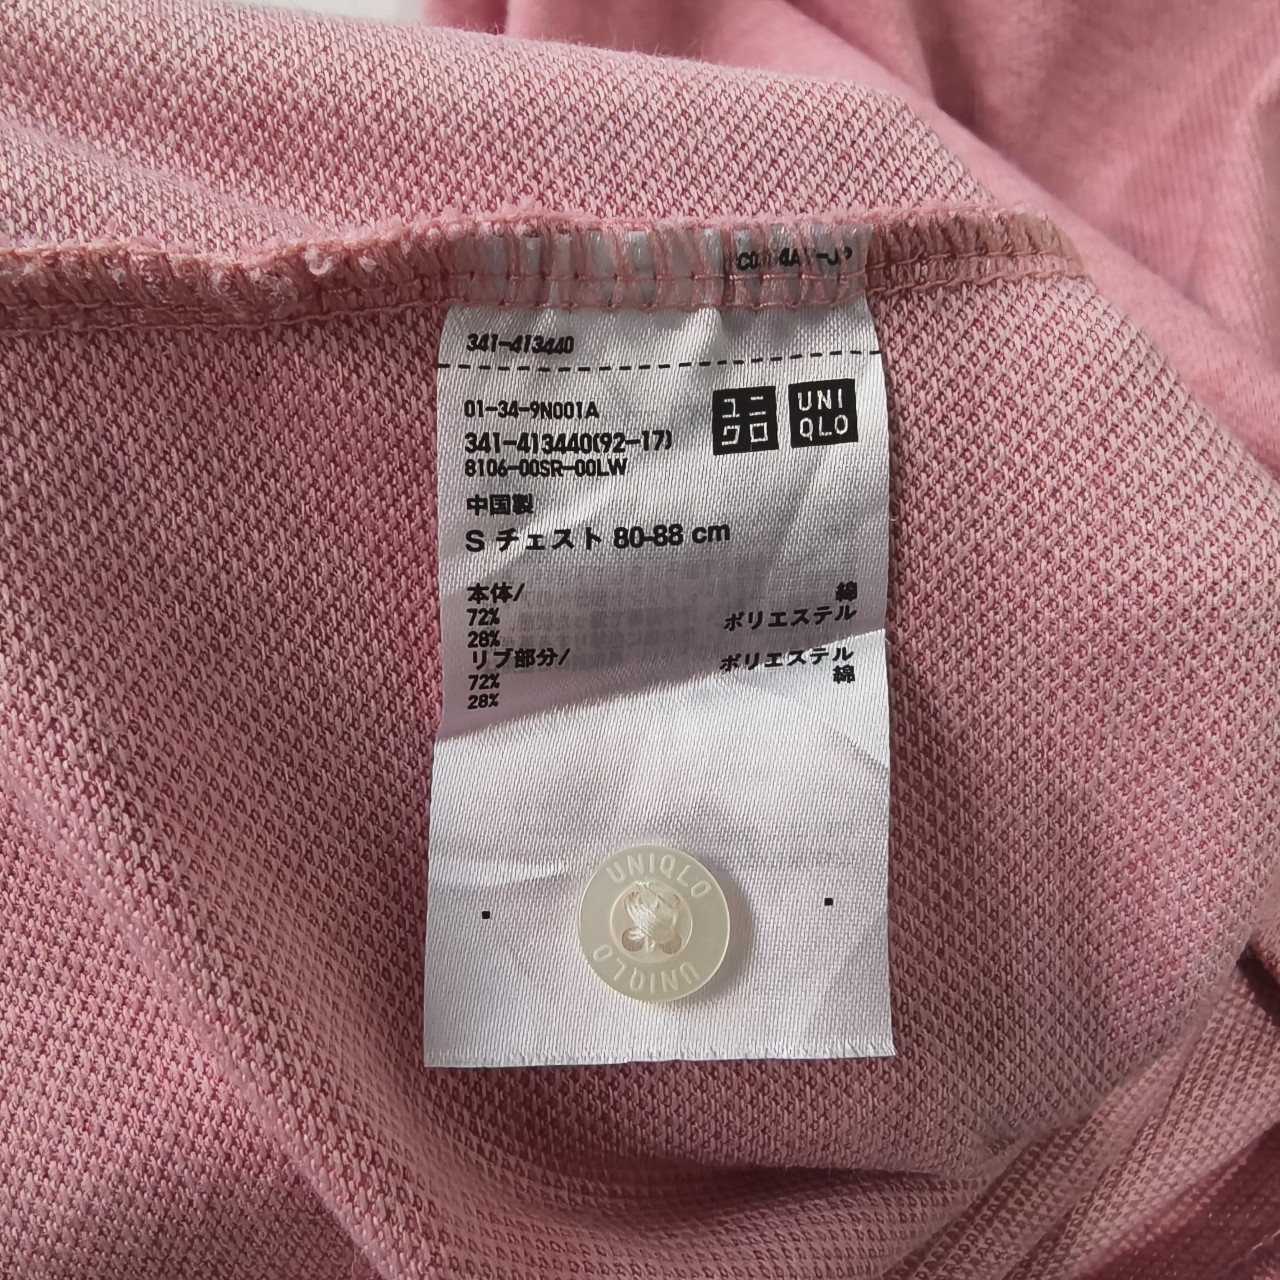 341-413440
01-34-9N001A
341-413440(92-17)
8106-00SR-00LW
ユニ
クロ
UNI
QLO
中国製
S チェスト 80-88 cm
本体/
72% 綿
28% ポリエステル
リブ部分/
72% ポリエステル
28% 綿
UNIQLO
UNIQLO